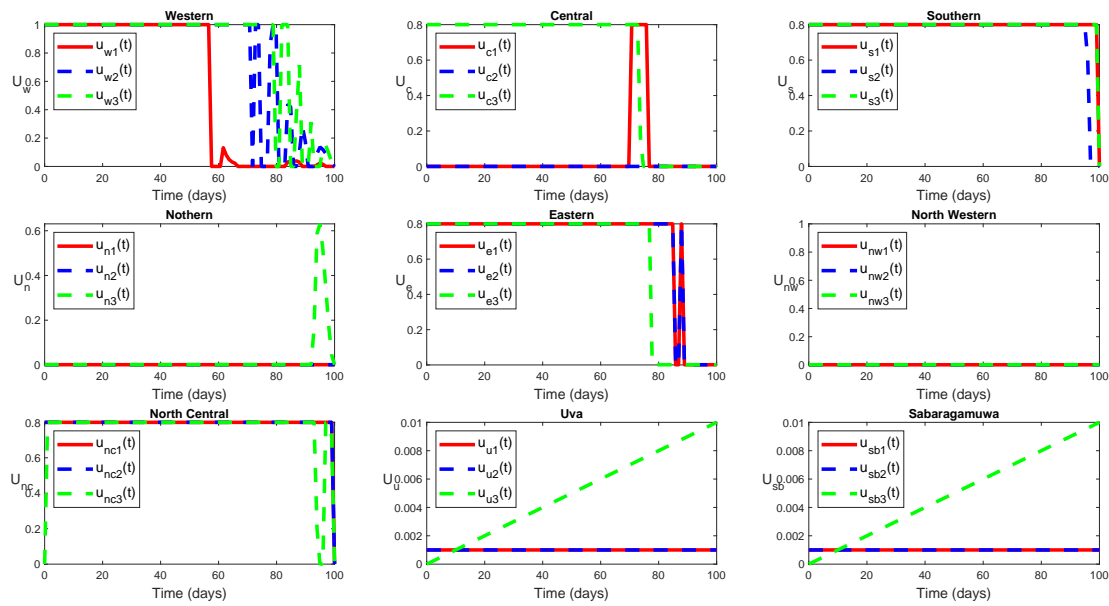 Western
U_w
1
0.8
0.6
0.4
0.2
0
u_w1(t)
u_w2(t)
u_w3(t)
0 20 40 60 80 100
Time (days)
Central
U_c
0.8
0.6
0.4
0.2
0
u_c1(t)
u_c2(t)
u_c3(t)
0 20 40 60 80 100
Time (days)
Southern
U_s
0.8
0.6
0.4
0.2
0
u_s1(t)
u_s2(t)
u_s3(t)
0 20 40 60 80 100
Time (days)
Nothern
U_n
0.6
0.4
0.2
0
u_n1(t)
u_n2(t)
u_n3(t)
0 20 40 60 80 100
Time (days)
Eastern
U_e
0.8
0.6
0.4
0.2
0
u_e1(t)
u_e2(t)
u_e3(t)
0 20 40 60 80 100
Time (days)
North Western
U_nw
1
0.8
0.6
0.4
0.2
0
u_nw1(t)
u_nw2(t)
u_nw3(t)
0 20 40 60 80 100
Time (days)
North Central
U_nc
0.8
0.6
0.4
0.2
0
u_nc1(t)
u_nc2(t)
u_nc3(t)
0 20 40 60 80 100
Time (days)
Uva
U_u
0.01
0.008
0.006
0.004
0.002
0
u_u1(t)
u_u2(t)
u_u3(t)
0 20 40 60 80 100
Time (days)
Sabaragamuwa
U_sb
0.01
0.008
0.006
0.004
0.002
0
u_sb1(t)
u_sb2(t)
u_sb3(t)
0 20 40 60 80 100
Time (days)